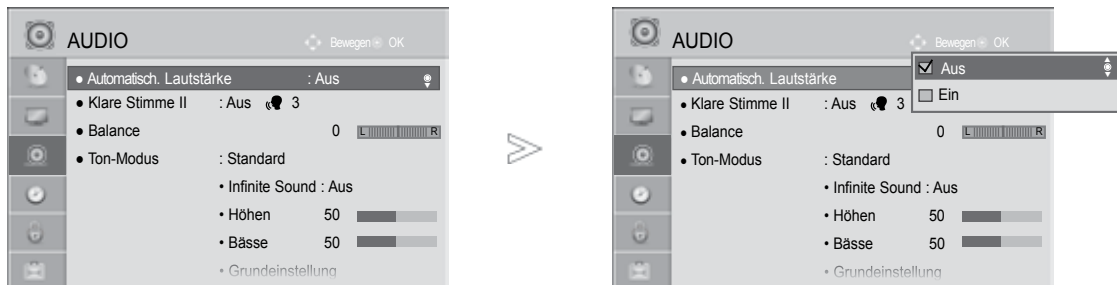 AUDIO
Bewegen OK
• Automatisch. Lautstärke : Aus
• Klare Stimme II : Aus 3
• Balance 0 L R
• Ton-Modus : Standard
• Infinite Sound : Aus
• Höhen 50
• Bässe 50
• Grundeinstellung
>
AUDIO
Bewegen OK
• Automatisch. Lautstärke
Aus
Ein
• Klare Stimme II : Aus 3
• Balance 0 L R
• Ton-Modus : Standard
• Infinite Sound : Aus
• Höhen 50
• Bässe 50
• Grundeinstellung